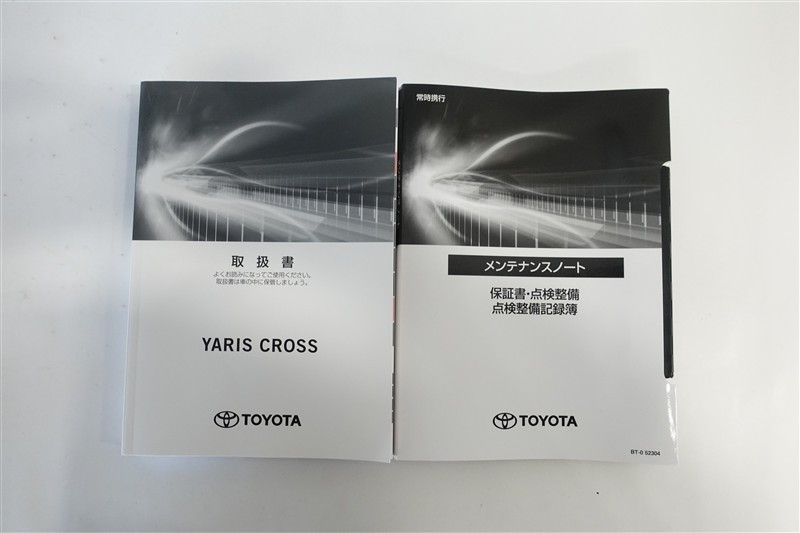 取扱書
よくお読みになってご使用ください。
取扱書は車の中に保管しましょう。
YARIS CROSS
TOYOTA
常時携行
メンテナンスノート
保証書・点検整備
点検整備記録簿
TOYOTA
BT-0 52304